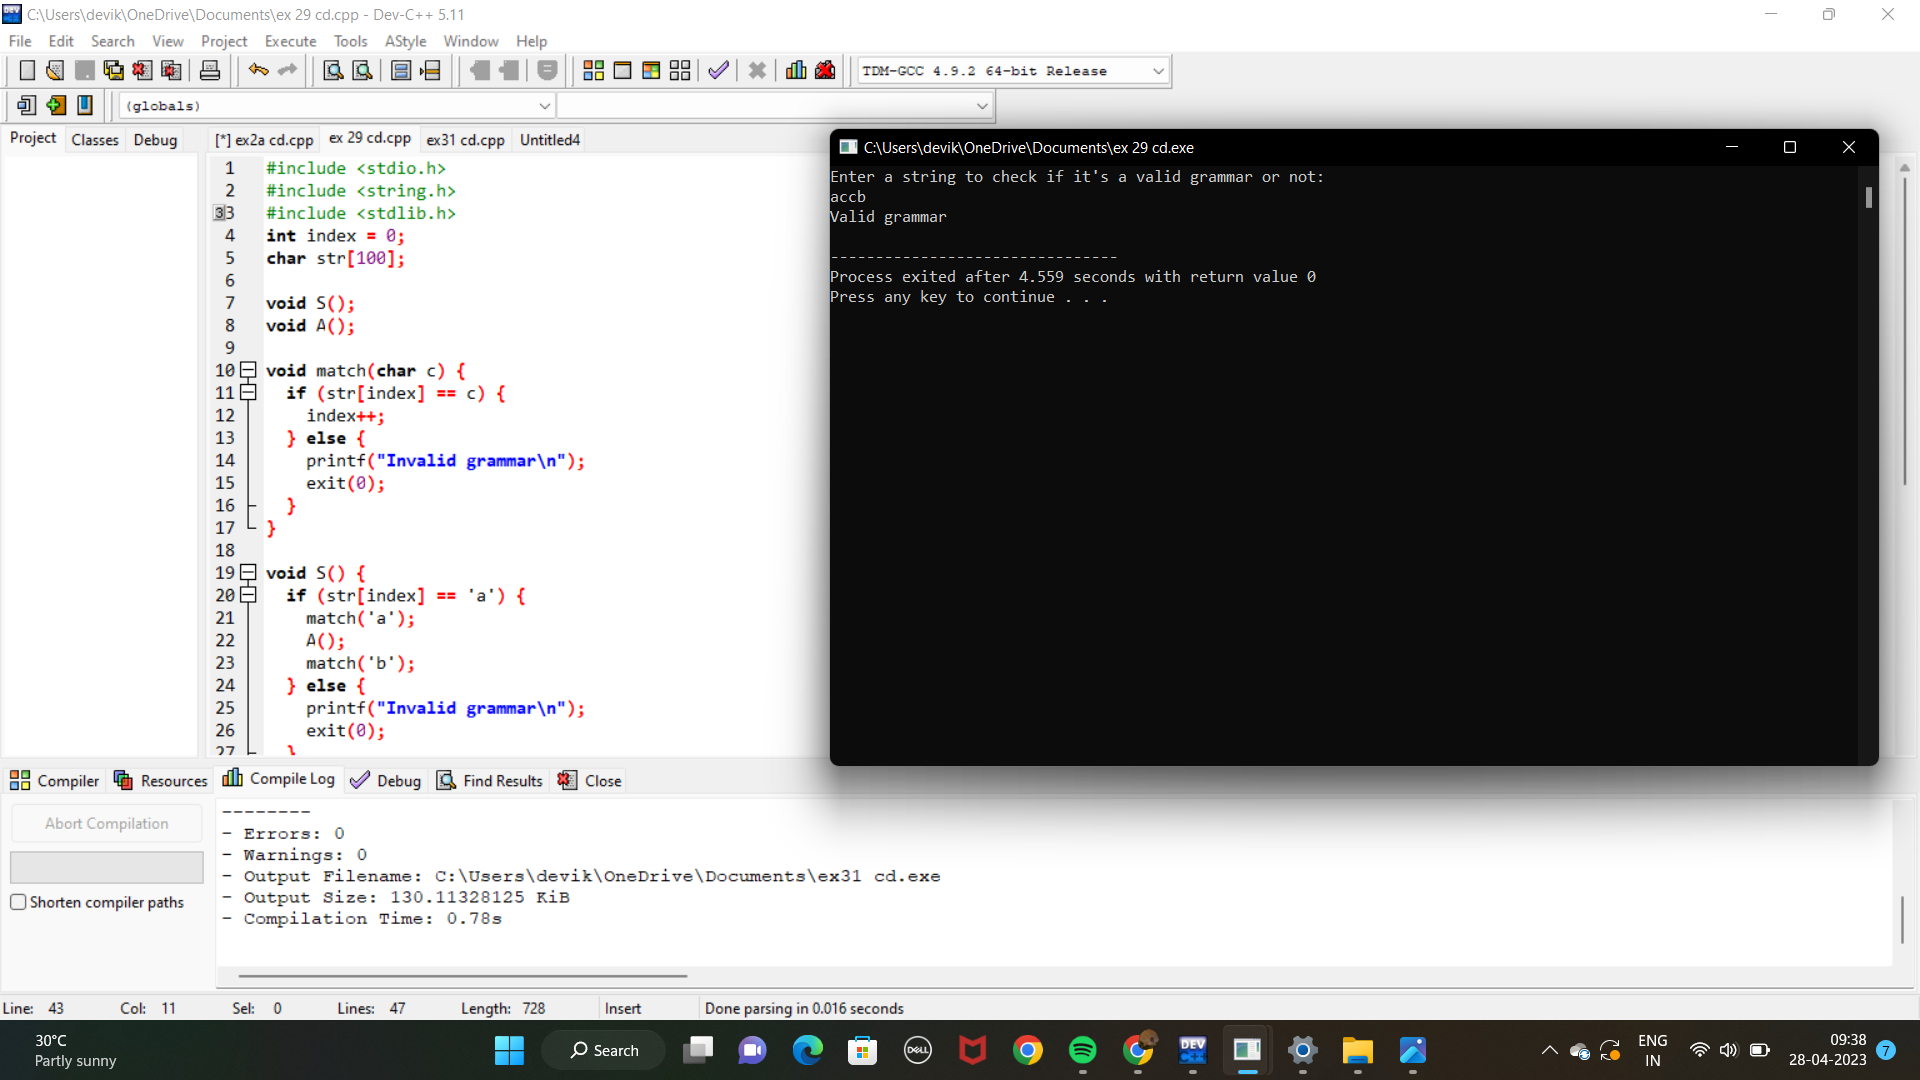 C:\Users\devik\OneDrive\Documents\ex 29 cd.cpp - Dev-C++ 5.11
File Edit Search View Project Execute Tools AStyle Window Help
TDM-GCC 4.9.2 64-bit Release
(globals)
Project Classes Debug
[*] ex2a cd.cpp ex 29 cd.cpp ex31 cd.cpp Untitled4
1 #include <stdio.h>
2 #include <string.h>
3 #include <stdlib.h>
4 int index = 0;
5 char str[100];
6
7 void S();
8 void A();
9
10 void match(char c) {
11 if (str[index] == c) {
12 index++;
13 } else {
14 printf("Invalid grammar\n");
15 exit(0);
16 }
17 }
18
19 void S() {
20 if (str[index] == 'a') {
21 match('a');
22 A();
23 match('b');
24 } else {
25 printf("Invalid grammar\n");
26 exit(0);
27 }
C:\Users\devik\OneDrive\Documents\ex 29 cd.exe
Enter a string to check if it's a valid grammar or not:
accb
Valid grammar
--------------------------------
Process exited after 4.559 seconds with return value 0
Press any key to continue . . .
Compiler Resources Compile Log Debug Find Results Close
Abort Compilation
Shorten compiler paths
--------
- Errors: 0
- Warnings: 0
- Output Filename: C:\Users\devik\OneDrive\Documents\ex31 cd.exe
- Output Size: 130.11328125 KiB
- Compilation Time: 0.78s
Line: 43 Col: 11 Sel: 0 Lines: 47 Length: 728 Insert Done parsing in 0.016 seconds
30°C
Partly sunny
Search
DELL
DEV
C++
ENG
IN
09:38
28-04-2023
7